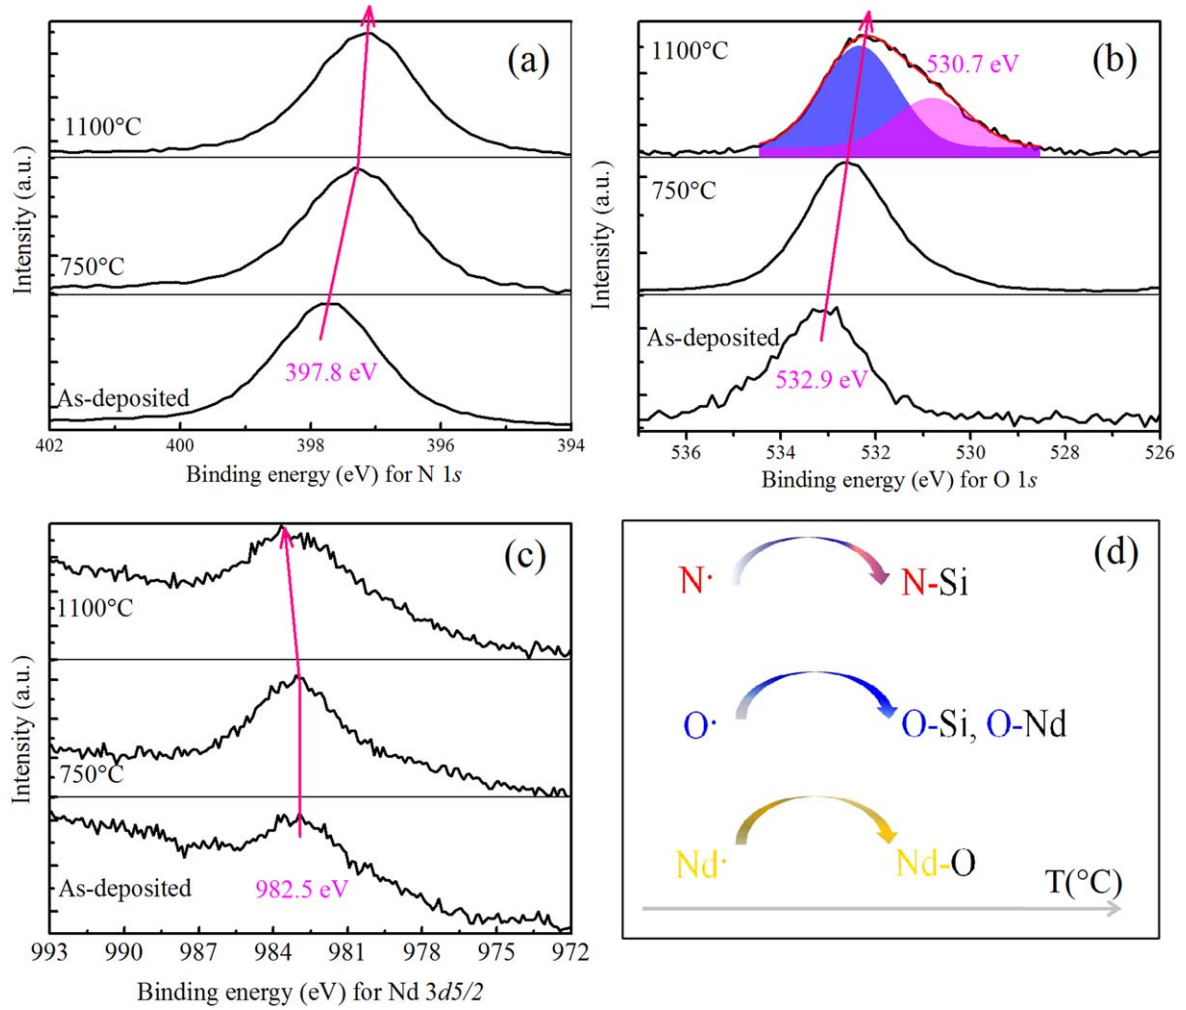 (a)
1100°C
750°C
397.8 eV
As-deposited
Intensity (a.u.)
402 400 398 396 394
Binding energy (eV) for N 1s
(b)
1100°C
530.7 eV
750°C
As-deposited
532.9 eV
Intensity (a.u.)
536 534 532 530 528 526
Binding energy (eV) for O 1s
(c)
1100°C
750°C
As-deposited
982.5 eV
Intensity (a.u.)
993 990 987 984 981 978 975 972
Binding energy (eV) for Nd 3d5/2
(d)
N· N-Si
O· O-Si, O-Nd
Nd· Nd-O
T(°C)